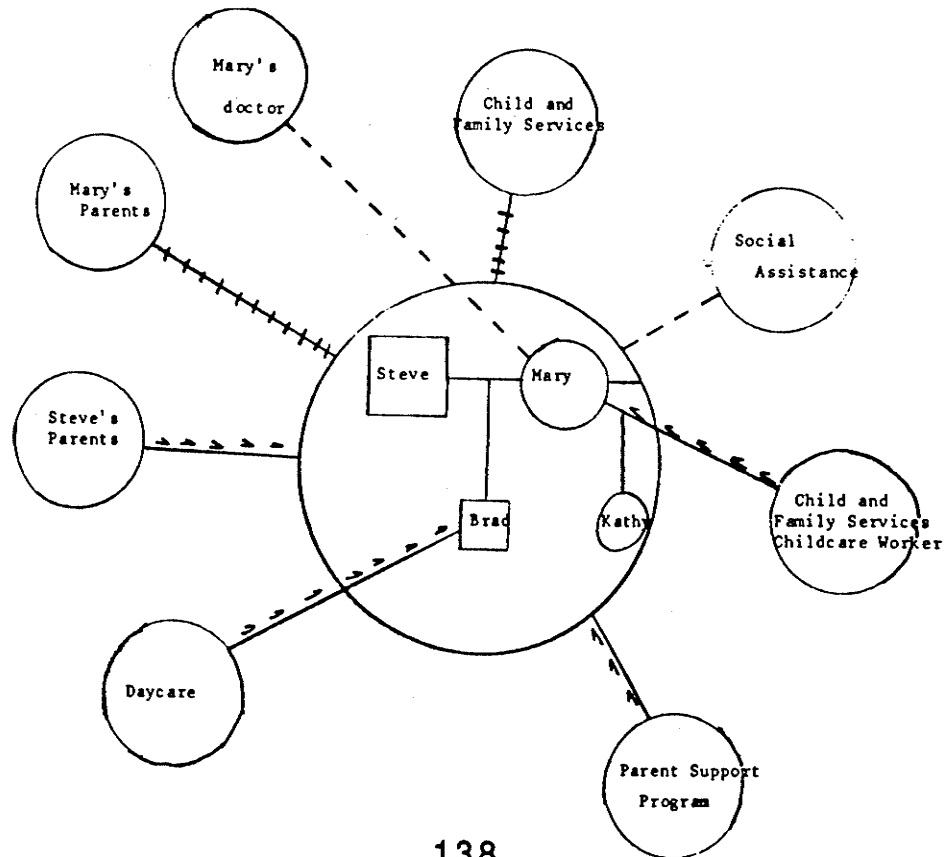 Mary's
doctor
Child and
Family Services
Mary's
Parents
Social
Assistance
Steve
Mary
Steve's
Parents
Brad
Kathy
Child and
Family Services
Childcare Worker
Daycare
Parent Support
Program
138